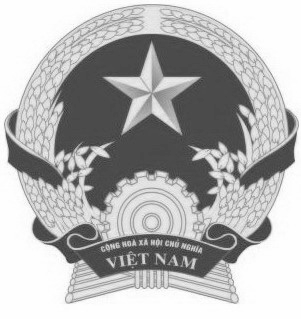 CỘNG HOÀ XÃ HỘI CHỦ NGHĨA
VIỆT NAM